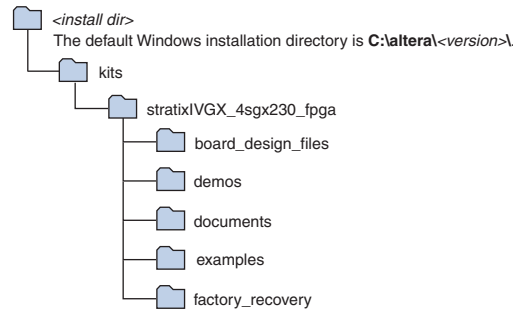 <install dir>
The default Windows installation directory is C:\altera\<version>\.
kits
stratixIVGX_4sgx230_fpga
board_design_files
demos
documents
examples
factory_recovery